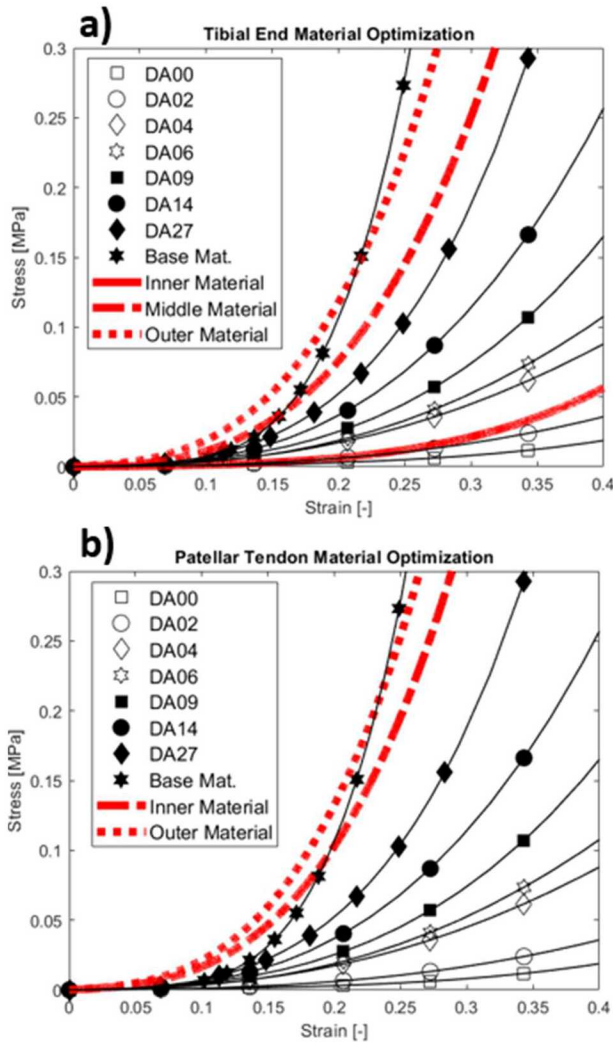 a)
Tibial End Material Optimization
0.3
0.25
0.2
0.15
0.1
0.05
0
Stress [MPa]
DA00
DA02
DA04
DA06
DA09
DA14
DA27
Base Mat.
Inner Material
Middle Material
Outer Material
0 0.05 0.1 0.15 0.2 0.25 0.3 0.35 0.4
Strain [-]
b)
Patellar Tendon Material Optimization
0.3
0.25
0.2
0.15
0.1
0.05
0
Stress [MPa]
DA00
DA02
DA04
DA06
DA09
DA14
DA27
Base Mat.
Inner Material
Outer Material
0 0.05 0.1 0.15 0.2 0.25 0.3 0.35 0.4
Strain [-]